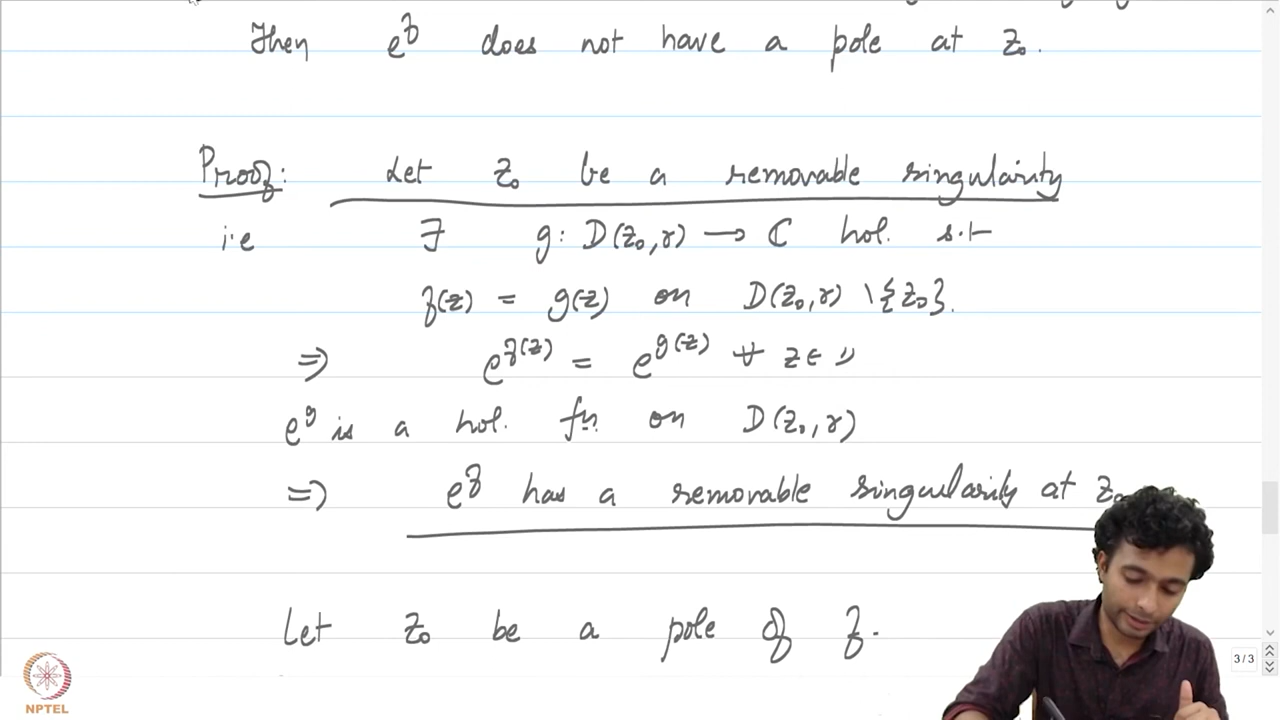 Then e^f does not have a pole at z₀.
Proof: Let z₀ be a removable singularity
i.e ∃ g: D(z₀, r) → ℂ hol. s.t
f(z) = g(z) on D(z₀, r) \ {z₀}.
⇒ e^{f(z)} = e^{g(z)} ∀ z ∈ "
e^g is a hol. fn. on D(z₀, r)
⇒ e^f has a removable singularity at z₀
Let z₀ be a pole of f.
3/3
NPTEL